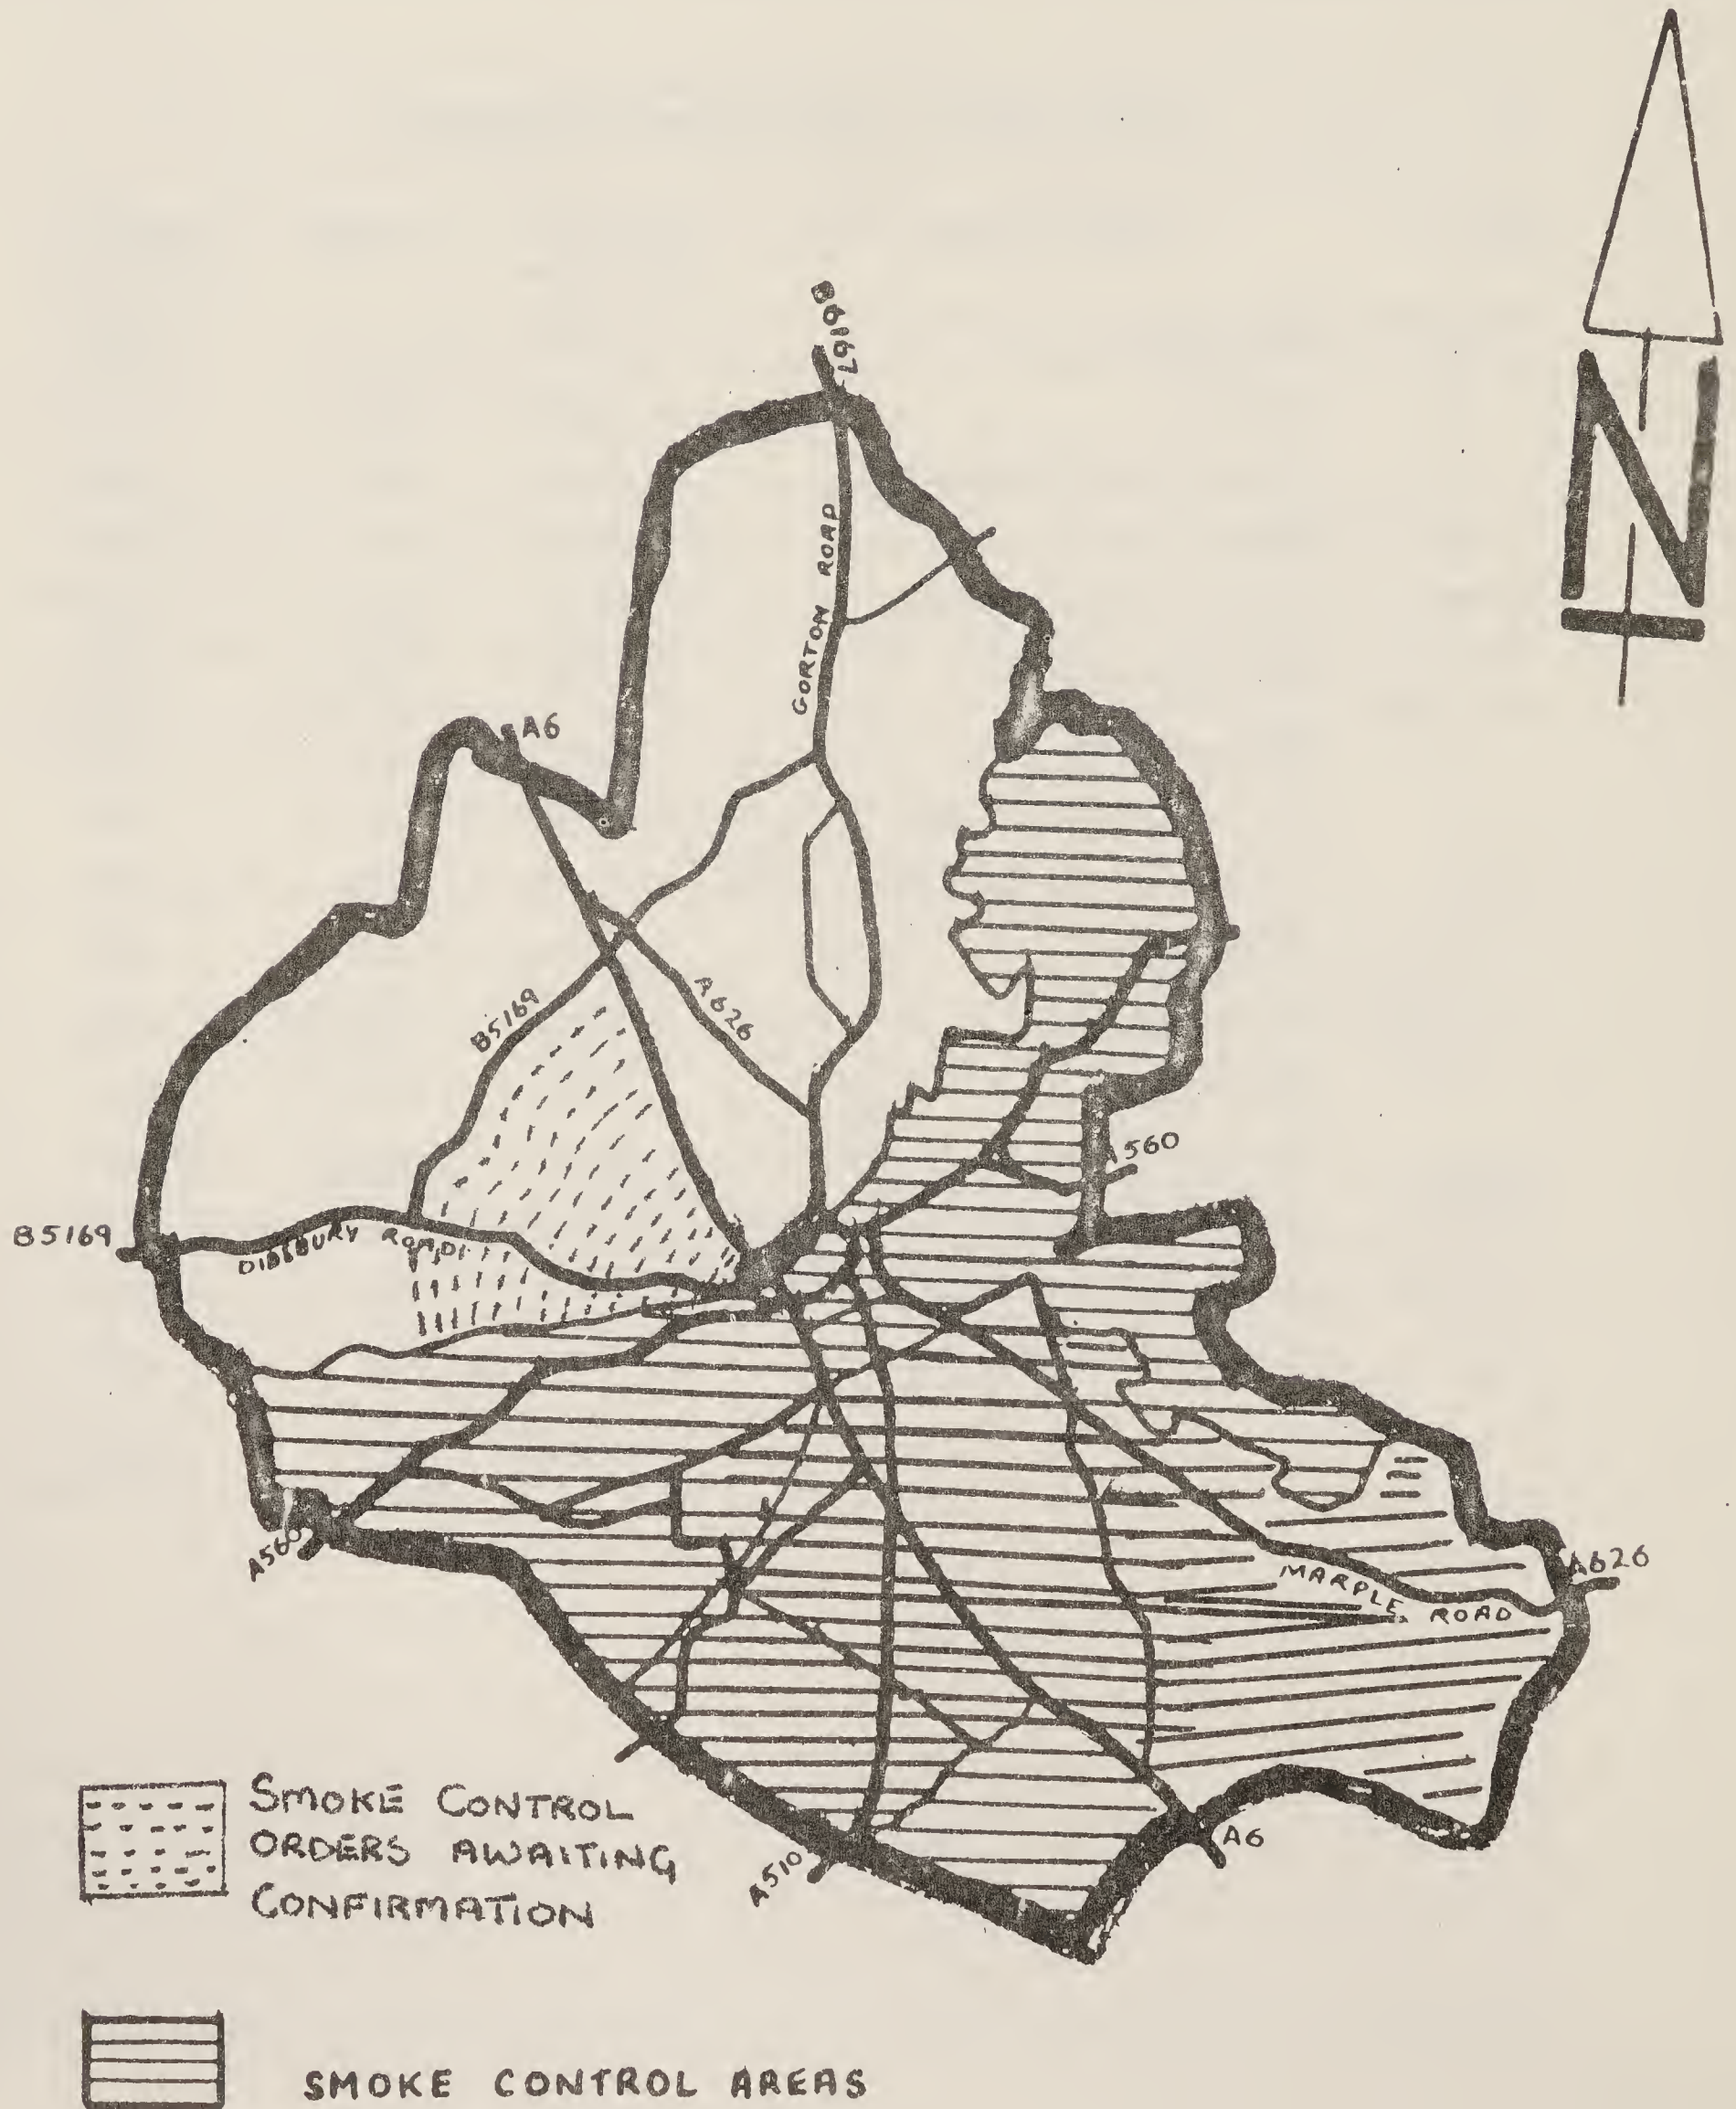 B6167
N
GORTON ROAD
A6
B5169
A626
A560
B5169
DIDSBURY ROAD
A560
MARPLE ROAD
A626
A6
A510
SMOKE CONTROL
ORDERS AWAITING
CONFIRMATION
SMOKE CONTROL AREAS